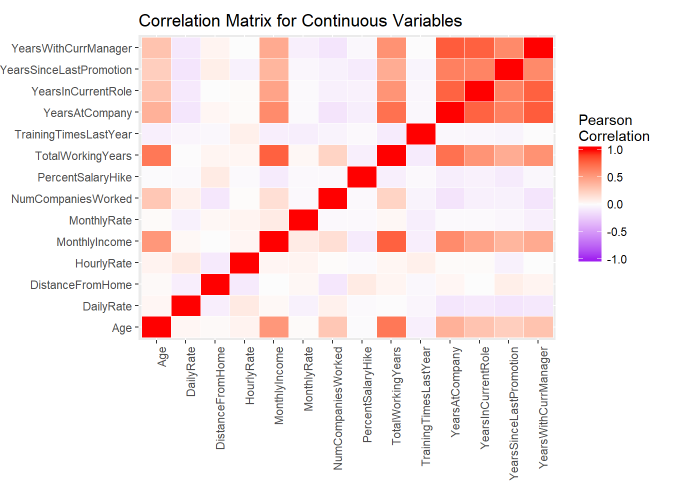 Correlation Matrix for Continuous Variables
YearsWithCurrManager
YearsSinceLastPromotion
YearsInCurrentRole
YearsAtCompany
TrainingTimesLastYear
TotalWorkingYears
PercentSalaryHike
NumCompaniesWorked
MonthlyRate
MonthlyIncome
HourlyRate
DistanceFromHome
DailyRate
Age
Age
DailyRate
DistanceFromHome
HourlyRate
MonthlyIncome
MonthlyRate
NumCompaniesWorked
PercentSalaryHike
TotalWorkingYears
TrainingTimesLastYear
YearsAtCompany
YearsInCurrentRole
YearsSinceLastPromotion
YearsWithCurrManager
Pearson
Correlation
1.0
0.5
0.0
-0.5
-1.0